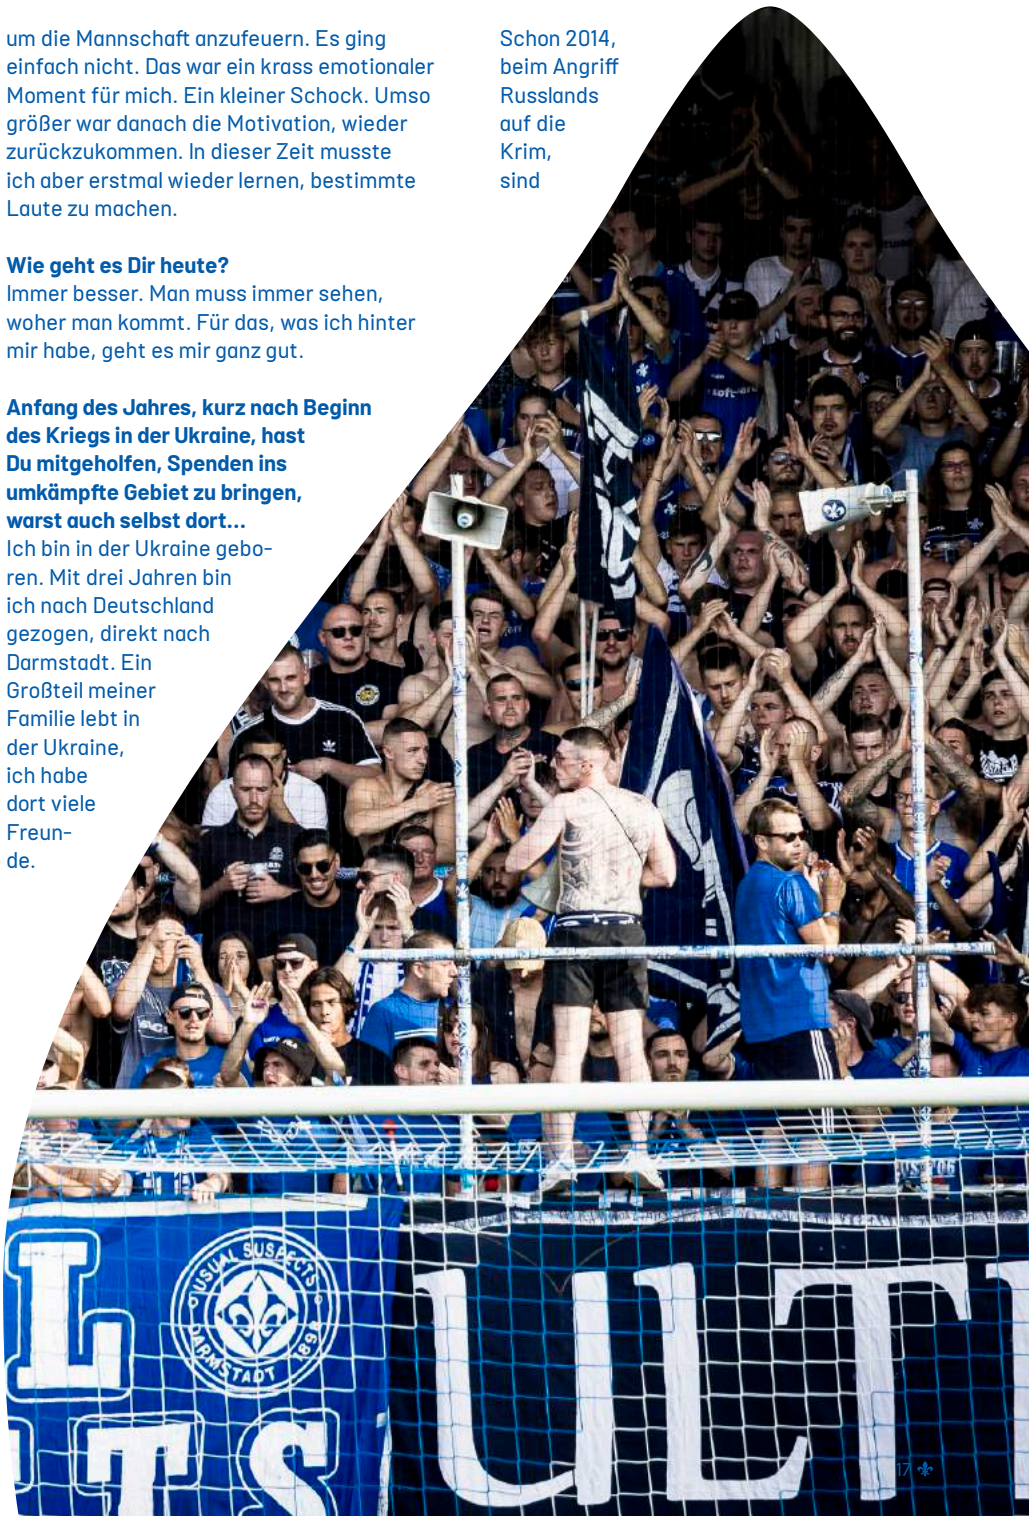 um die Mannschaft anzufeuern. Es ging
einfach nicht. Das war ein krass emotionaler
Moment für mich. Ein kleiner Schock. Umso
größer war danach die Motivation, wieder
zurückzukommen. In dieser Zeit musste
ich aber erstmal wieder lernen, bestimmte
Laute zu machen.
Wie geht es Dir heute?
Immer besser. Man muss immer sehen,
woher man kommt. Für das, was ich hinter
mir habe, geht es mir ganz gut.
Anfang des Jahres, kurz nach Beginn
des Kriegs in der Ukraine, hast
Du mitgeholfen, Spenden ins
umkämpfte Gebiet zu bringen,
warst auch selbst dort...
Ich bin in der Ukraine gebo-
ren. Mit drei Jahren bin
ich nach Deutschland
gezogen, direkt nach
Darmstadt. Ein
Großteil meiner
Familie lebt in
der Ukraine,
ich habe
dort viele
Freun-
de.
Schon 2014,
beim Angriff
Russlands
auf die
Krim,
sind
USUAL SUSPECTS
DARMSTADT 1898
L
TS
ULT
17